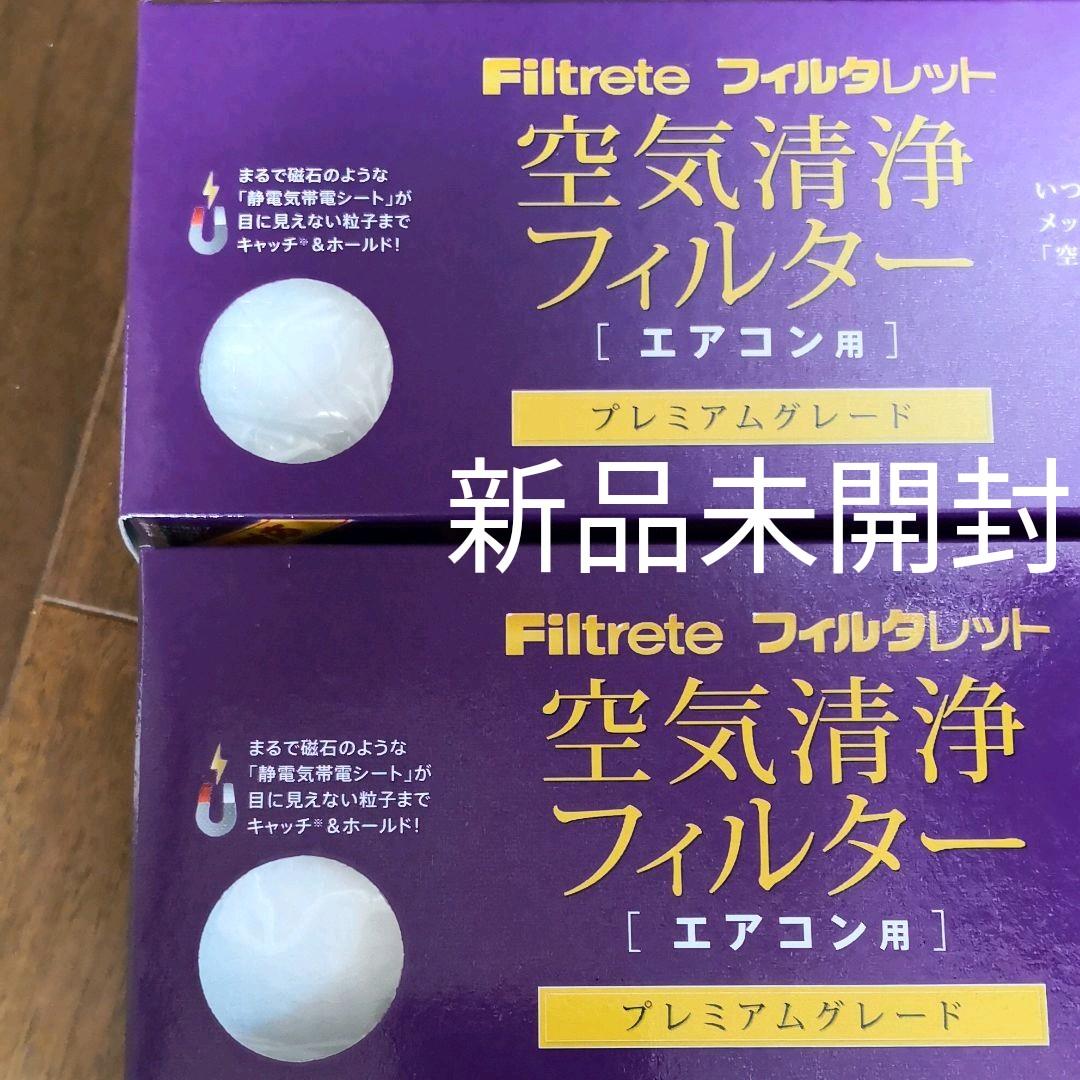 Filtrete フィルタレット
空気清浄
フィルター
[ エアコン用 ]
プレミアムグレード
まるで磁石のような
「静電気帯電シート」が
目に見えない粒子まで
キャッチ※&ホールド!
いつ
メッ
「空
新品未開封
Filtrete フィルタレット
空気清浄
フィルター
[ エアコン用 ]
プレミアムグレード
まるで磁石のような
「静電気帯電シート」が
目に見えない粒子まで
キャッチ※&ホールド!